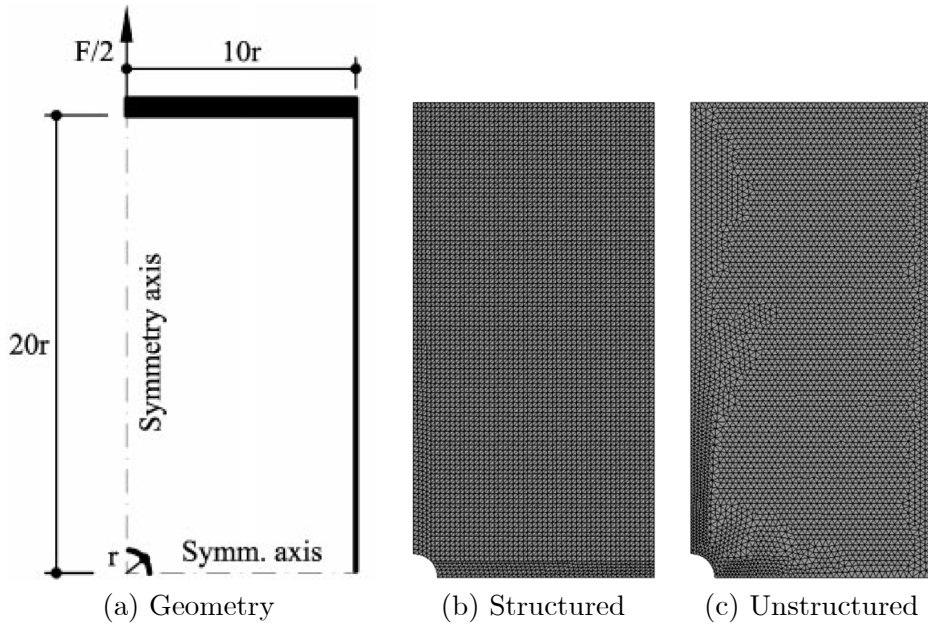 F/2
10r
Symmetry axis
20r
r
Symm. axis
(a) Geometry
(b) Structured
(c) Unstructured